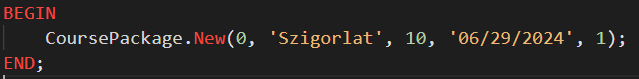 BEGIN
    CoursePackage.New(0, 'Szigorlat', 10, '06/29/2024', 1);
END;